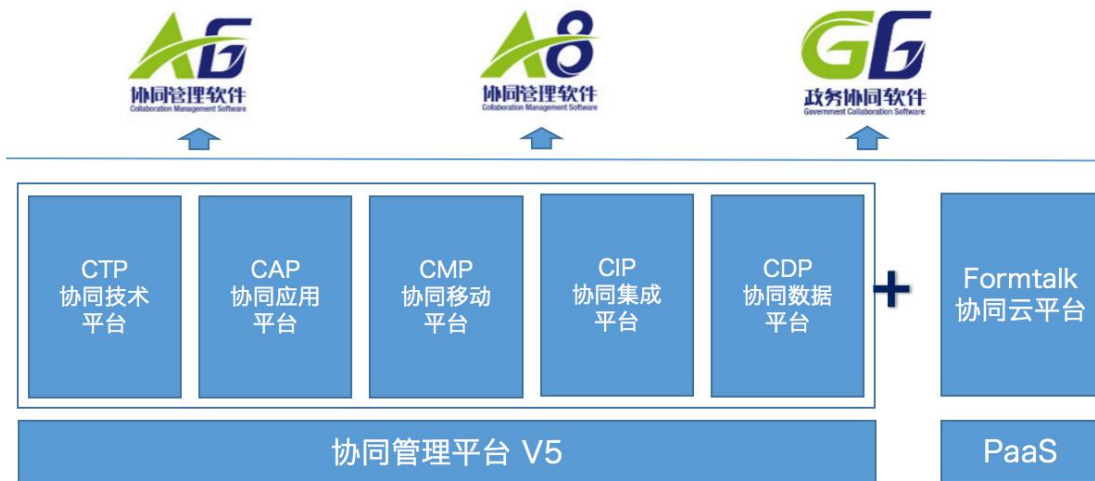 A6
协同管理软件
Collaboration Management Software
A8
协同管理软件
Collaboration Management Software
G6
政务协同软件
Government Collaboration Software
CTP
协同技术
平台
CAP
协同应用
平台
CMP
协同移动
平台
CIP
协同集成
平台
CDP
协同数据
平台
+
Formtalk
协同云平台
协同管理平台 V5
PaaS